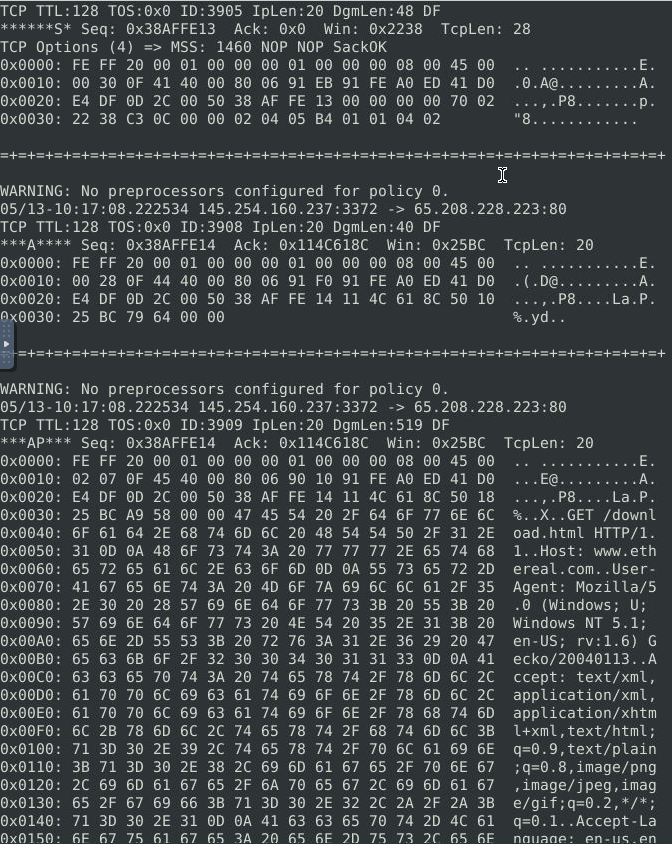 TCP TTL:128 TOS:0x0 ID:3905 IpLen:20 DgmLen:48 DF
******S* Seq: 0x38AFFE13  Ack: 0x0  Win: 0x2238  TcpLen: 28
TCP Options (4) => MSS: 1460 NOP NOP SackOK
0x0000: FE FF 20 00 01 00 00 00 01 00 00 00 08 00 45 00  .. ...........E.
0x0010: 00 30 0F 41 40 00 80 06 91 EB 91 FE A0 ED 41 D0  .0.A@.........A.
0x0020: E4 DF 0D 2C 00 50 38 AF FE 13 00 00 00 00 70 02  ...,.P8.......p.
0x0030: 22 38 C3 0C 00 00 02 04 05 B4 01 01 04 02        "8............
=+=+=+=+=+=+=+=+=+=+=+=+=+=+=+=+=+=+=+=+=+=+=+=+=+=+=+=+=+=+=+=+=+=+=+=+=+
WARNING: No preprocessors configured for policy 0.
05/13-10:17:08.222534 145.254.160.237:3372 -> 65.208.228.223:80
TCP TTL:128 TOS:0x0 ID:3908 IpLen:20 DgmLen:40 DF
***A**** Seq: 0x38AFFE14  Ack: 0x114C618C  Win: 0x25BC  TcpLen: 20
0x0000: FE FF 20 00 01 00 00 00 01 00 00 00 08 00 45 00  .. ...........E.
0x0010: 00 28 0F 44 40 00 80 06 91 F0 91 FE A0 ED 41 D0  .(.D@.........A.
0x0020: E4 DF 0D 2C 00 50 38 AF FE 14 11 4C 61 8C 50 10  ...,.P8....La.P.
0x0030: 25 BC 79 64 00 00                                %.yd..
=+=+=+=+=+=+=+=+=+=+=+=+=+=+=+=+=+=+=+=+=+=+=+=+=+=+=+=+=+=+=+=+=+=+=+=+=+
WARNING: No preprocessors configured for policy 0.
05/13-10:17:08.222534 145.254.160.237:3372 -> 65.208.228.223:80
TCP TTL:128 TOS:0x0 ID:3909 IpLen:20 DgmLen:519 DF
***AP*** Seq: 0x38AFFE14  Ack: 0x114C618C  Win: 0x25BC  TcpLen: 20
0x0000: FE FF 20 00 01 00 00 00 01 00 00 00 08 00 45 00  .. ...........E.
0x0010: 02 07 0F 45 40 00 80 06 90 10 91 FE A0 ED 41 D0  ...E@.........A.
0x0020: E4 DF 0D 2C 00 50 38 AF FE 14 11 4C 61 8C 50 18  ...,.P8....La.P.
0x0030: 25 BC A9 58 00 00 47 45 54 20 2F 64 6F 77 6E 6C  %..X..GET /downl
0x0040: 6F 61 64 2E 68 74 6D 6C 20 48 54 54 50 2F 31 2E  oad.html HTTP/1.
0x0050: 31 0D 0A 48 6F 73 74 3A 20 77 77 77 2E 65 74 68  1..Host: www.eth
0x0060: 65 72 65 61 6C 2E 63 6F 6D 0D 0A 55 73 65 72 2D  ereal.com..User-
0x0070: 41 67 65 6E 74 3A 20 4D 6F 7A 69 6C 6C 61 2F 35  Agent: Mozilla/5
0x0080: 2E 30 20 28 57 69 6E 64 6F 77 73 3B 20 55 3B 20  .0 (Windows; U;
0x0090: 57 69 6E 64 6F 77 73 20 4E 54 20 35 2E 31 3B 20  Windows NT 5.1;
0x00A0: 65 6E 2D 55 53 3B 20 72 76 3A 31 2E 36 29 20 47  en-US; rv:1.6) G
0x00B0: 65 63 6B 6F 2F 32 30 30 34 30 31 31 33 0D 0A 41  ecko/20040113..A
0x00C0: 63 63 65 70 74 3A 20 74 65 78 74 2F 78 6D 6C 2C  ccept: text/xml,
0x00D0: 61 70 70 6C 69 63 61 74 69 6F 6E 2F 78 6D 6C 2C  application/xml,
0x00E0: 61 70 70 6C 69 63 61 74 69 6F 6E 2F 78 68 74 6D  application/xhtm
0x00F0: 6C 2B 78 6D 6C 2C 74 65 78 74 2F 68 74 6D 6C 3B  l+xml,text/html;
0x0100: 71 3D 30 2E 39 2C 74 65 78 74 2F 70 6C 61 69 6E  q=0.9,text/plain
0x0110: 3B 71 3D 30 2E 38 2C 69 6D 61 67 65 2F 70 6E 67  ;q=0.8,image/png
0x0120: 2C 69 6D 61 67 65 2F 6A 70 65 67 2C 69 6D 61 67  ,image/jpeg,imag
0x0130: 65 2F 67 69 66 3B 71 3D 30 2E 32 2C 2A 2F 2A 3B  e/gif;q=0.2,*/*;
0x0140: 71 3D 30 2E 31 0D 0A 41 63 63 65 70 74 2D 4C 61  q=0.1..Accept-La
0x0150: 6E 67 75 61 67 65 3A 20 65 6E 2D 75 73 2C 65 6E  nguage: en-us,en